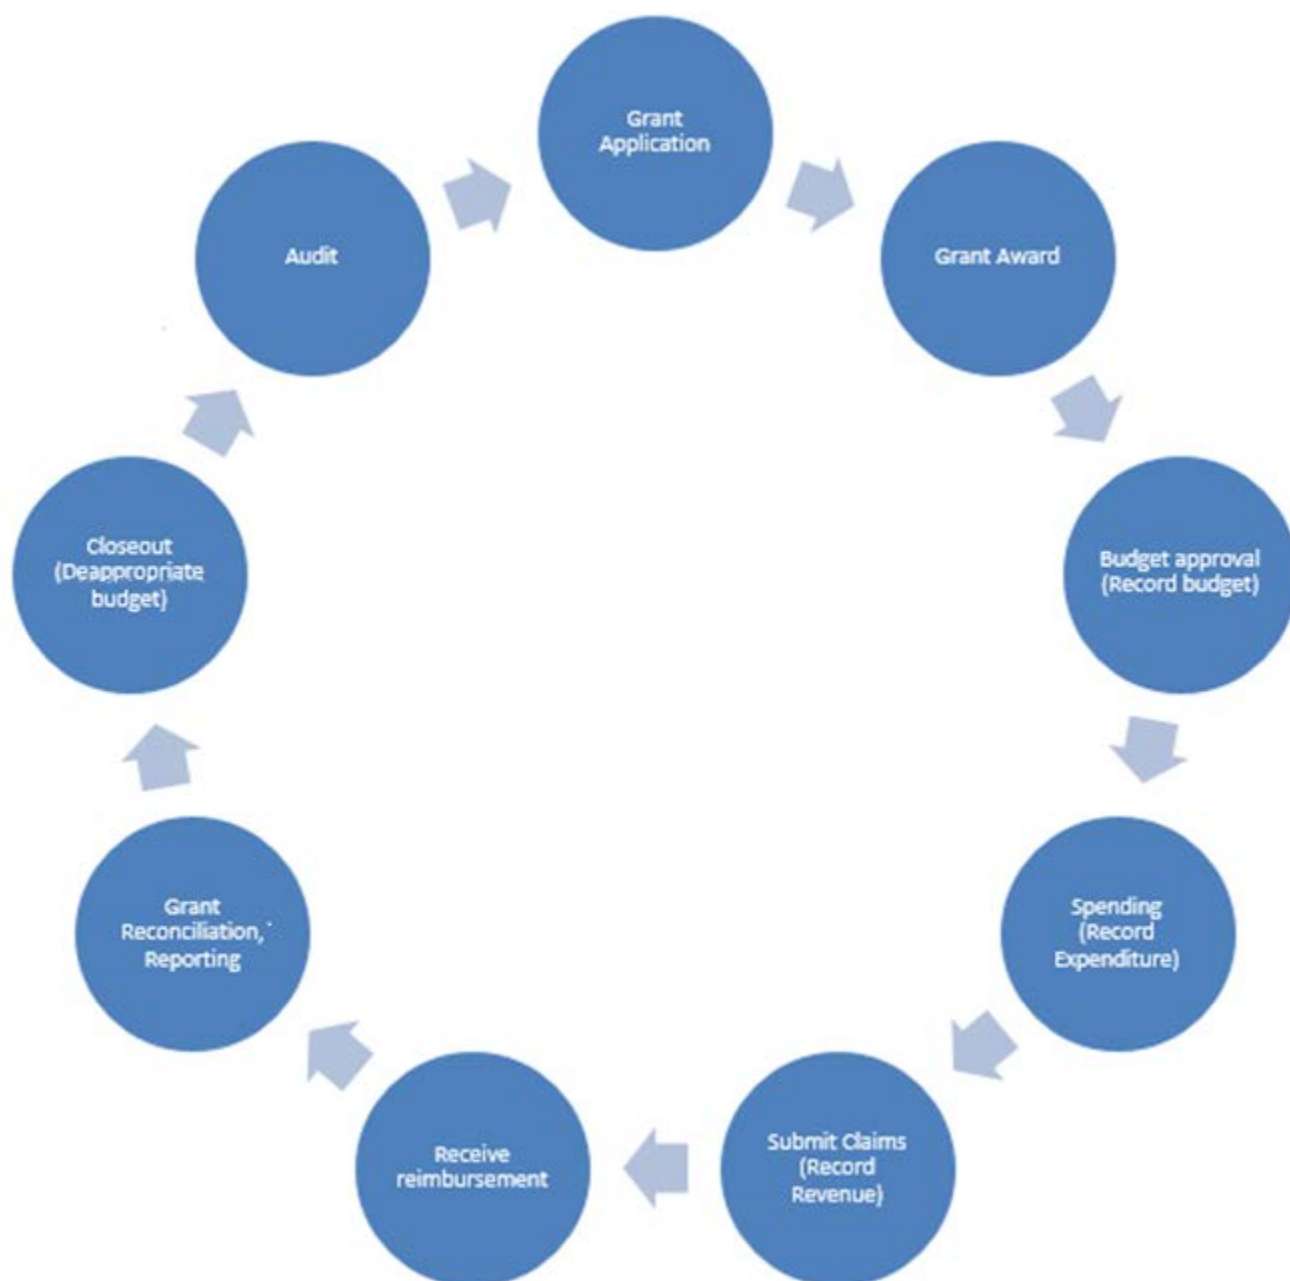 Grant
Application
Grant Award
Budget approval
(Record budget)
Spending
(Record
Expenditure)
Submit Claims
(Record
Revenue)
Receive
reimbursement
Grant
Reconciliation,
Reporting
Closeout
(Deappropriate
budget)
Audit